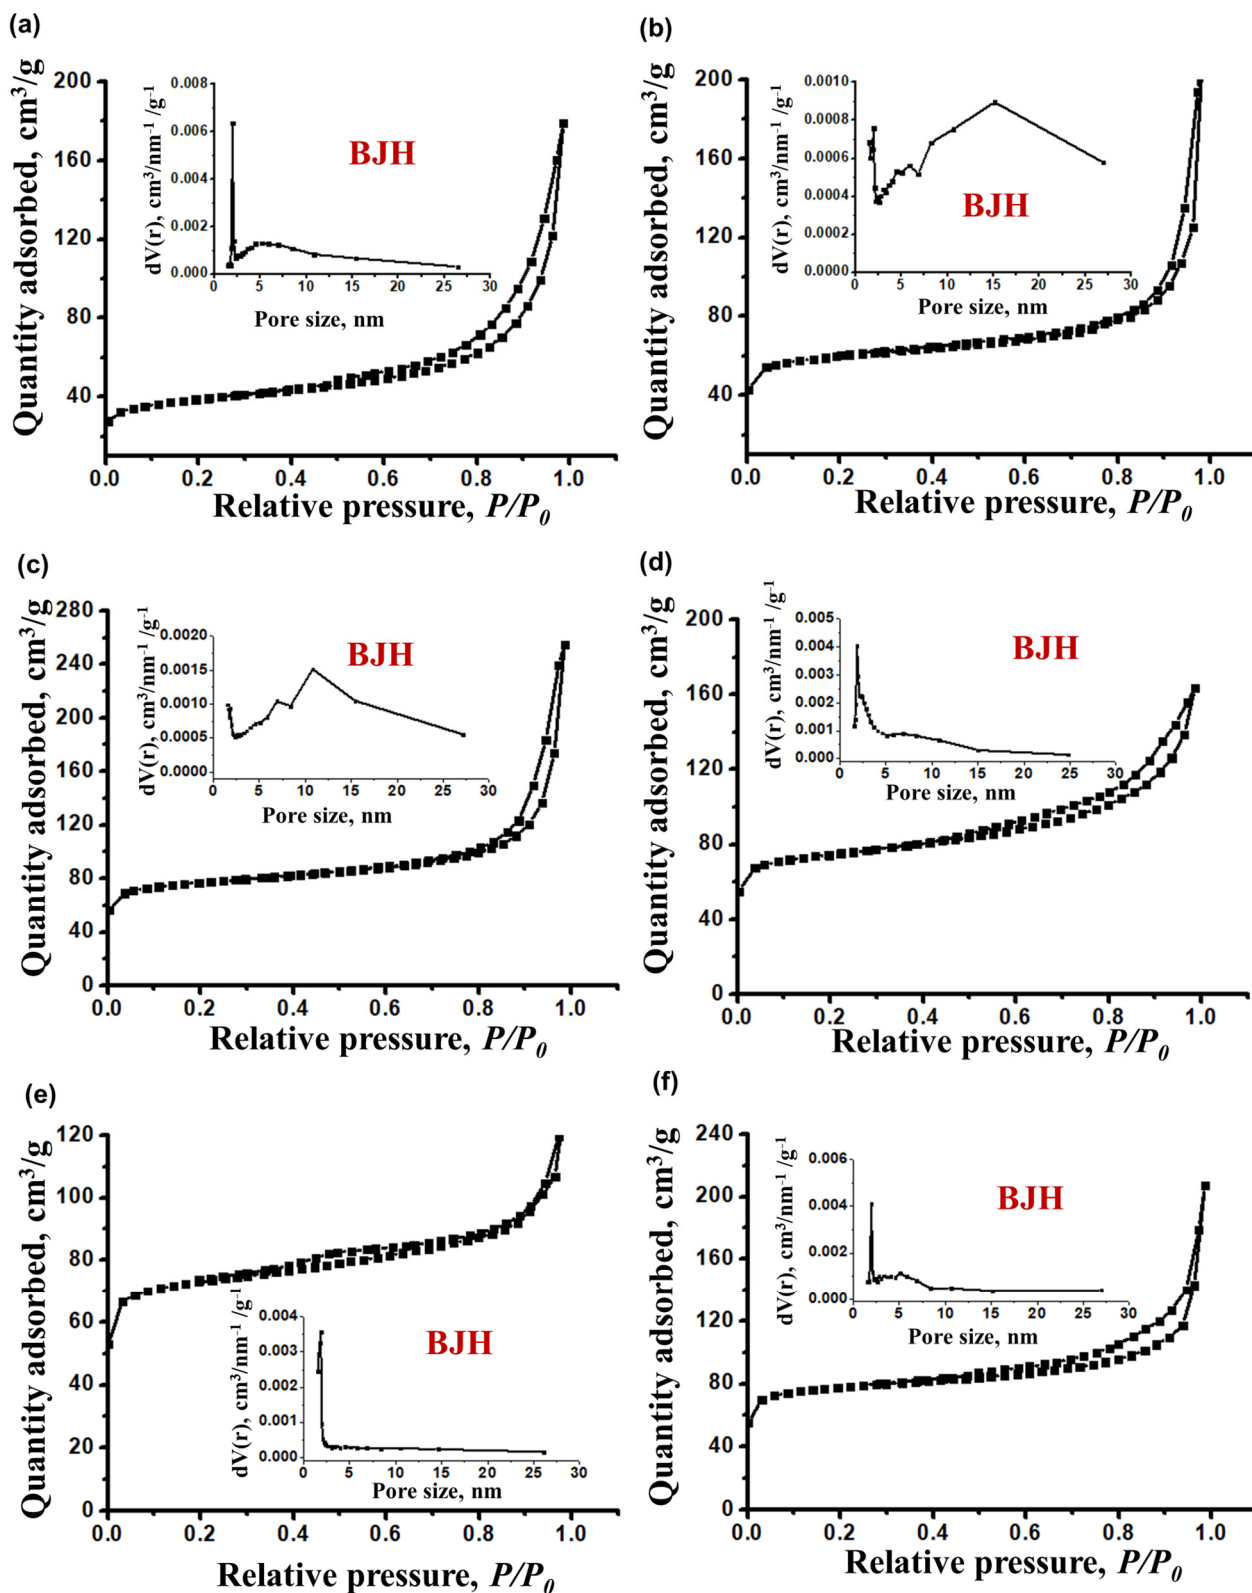 (a)
Quantity adsorbed, cm³/g
200
160
120
80
40
0.0 0.2 0.4 0.6 0.8 1.0
Relative pressure, P/P₀
dV(r), cm³/nm⁻¹ /g⁻¹
0.008
0.006
0.004
0.002
0.000
0 5 10 15 20 25 30
Pore size, nm
BJH
(b)
Quantity adsorbed, cm³/g
200
160
120
80
40
0.0 0.2 0.4 0.6 0.8 1.0
Relative pressure, P/P₀
dV(r), cm³/nm⁻¹ /g⁻¹
0.0010
0.0008
0.0006
0.0004
0.0002
0.0000
0 5 10 15 20 25 30
Pore size, nm
BJH
(c)
Quantity adsorbed, cm³/g
280
240
200
160
120
80
40
0
0.0 0.2 0.4 0.6 0.8 1.0
Relative pressure, P/P₀
dV(r), cm³/nm⁻¹ /g⁻¹
0.0020
0.0015
0.0010
0.0005
0.0000
0 5 10 15 20 25 30
Pore size, nm
BJH
(d)
Quantity adsorbed, cm³/g
200
160
120
80
40
0
0.0 0.2 0.4 0.6 0.8 1.0
Relative pressure, P/P₀
dV(r), cm³/nm⁻¹ /g⁻¹
0.005
0.004
0.003
0.002
0.001
0.000
0 5 10 15 20 25 30
Pore size, nm
BJH
(e)
Quantity adsorbed, cm³/g
120
100
80
60
40
20
0
0.0 0.2 0.4 0.6 0.8 1.0
Relative pressure, P/P₀
dV(r), cm³/nm⁻¹ /g⁻¹
0.004
0.003
0.002
0.001
0.000
0 5 10 15 20 25 30
Pore size, nm
BJH
(f)
Quantity adsorbed, cm³/g
240
200
160
120
80
40
0
0.0 0.2 0.4 0.6 0.8 1.0
Relative pressure, P/P₀
dV(r), cm³/nm⁻¹ /g⁻¹
0.006
0.004
0.002
0.000
0 5 10 15 20 25 30
Pore size, nm
BJH